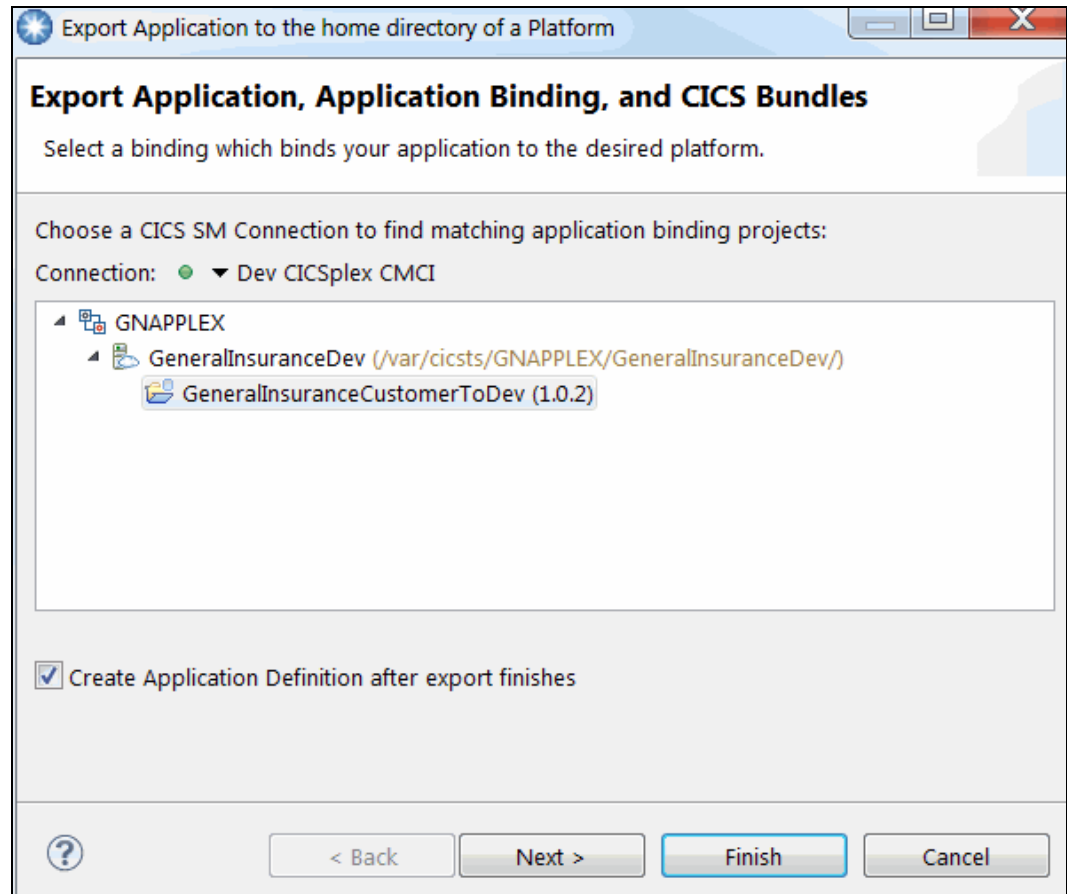 Export Application to the home directory of a Platform
Export Application, Application Binding, and CICS Bundles
Select a binding which binds your application to the desired platform.
Choose a CICS SM Connection to find matching application binding projects:
Connection: Dev CICSplex CMCI
GNAPPLEX
GeneralInsuranceDev (/var/cicsts/GNAPPLEX/GeneralInsuranceDev/)
GeneralInsuranceCustomerToDev (1.0.2)
Create Application Definition after export finishes
? < Back Next > Finish Cancel